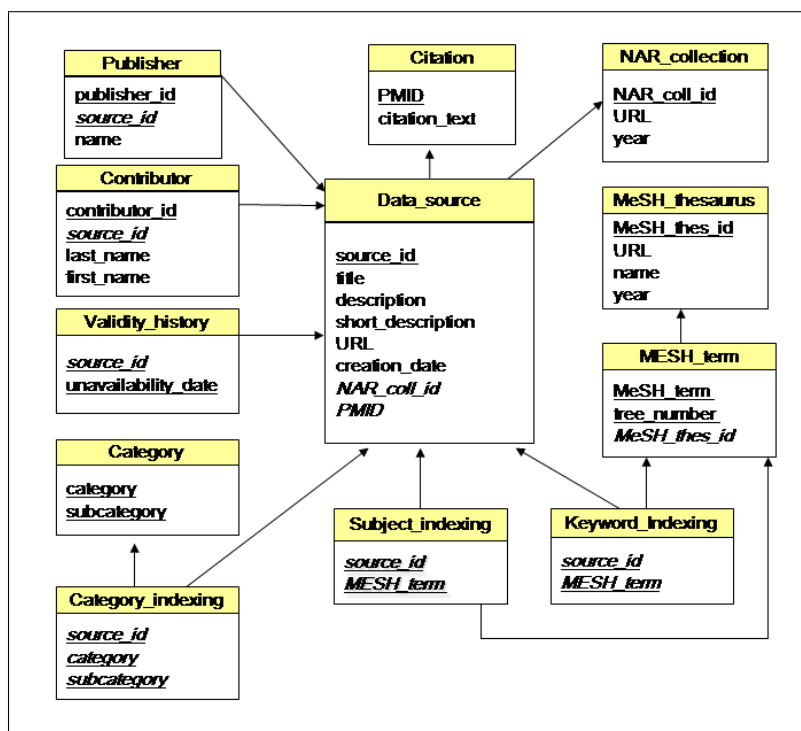 Publisher
publisher_id
source_id
name
Citation
PMID
citation_text
NAR_collection
NAR_coll_id
URL
year
Contributor
contributor_id
source_id
last_name
first_name
Data_source
source_id
title
description
short_description
URL
creation_date
NAR_coll_id
PMID
MeSH_thesaurus
MeSH_thes_id
URL
name
year
Validity_history
source_id
unavailability_date
MESH_term
MeSH_term
tree_number
MeSH_thes_id
Category
category
subcategory
Subject_indexing
source_id
MESH_term
Keyword_Indexing
source_id
MESH_term
Category_indexing
source_id
category
subcategory